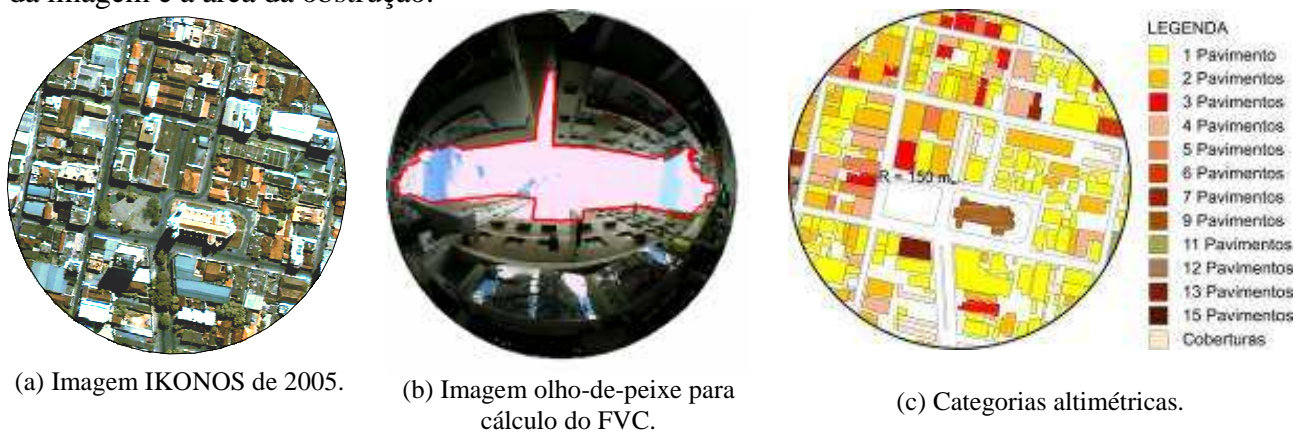 da imagem e a área da obstrução.
LEGENDA
1 Pavimento
2 Pavimentos
3 Pavimentos
4 Pavimentos
5 Pavimentos
6 Pavimentos
7 Pavimentos
9 Pavimentos
11 Pavimentos
12 Pavimentos
13 Pavimentos
15 Pavimentos
Coberturas
R = 150 m.
(a) Imagem IKONOS de 2005.
(b) Imagem olho-de-peixe para
cálculo do FVC.
(c) Categorias altimétricas.